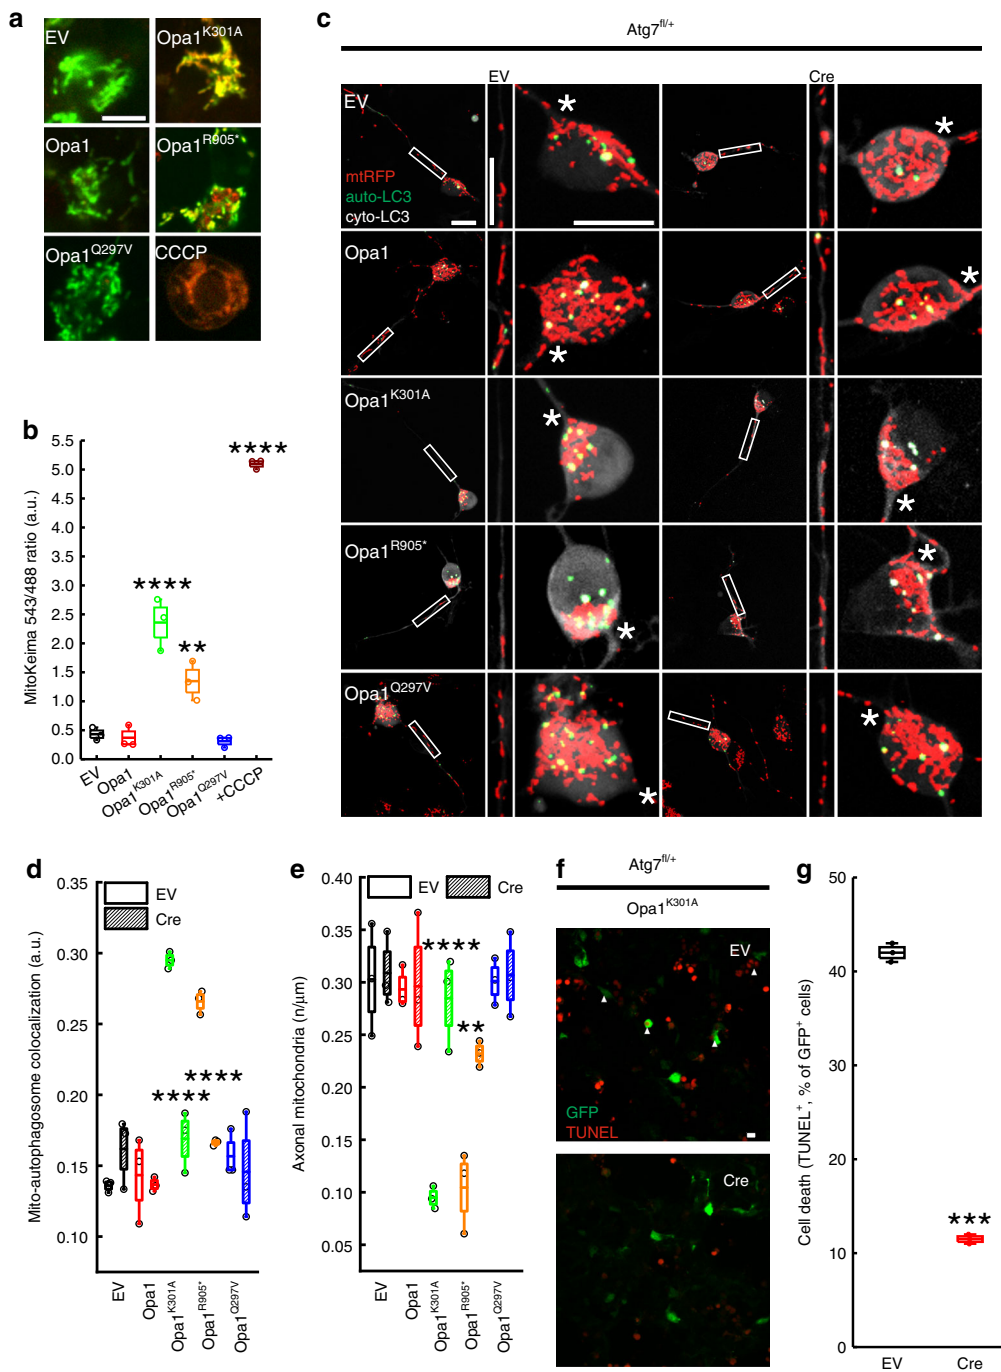 a
EV
Opa1K301A
Opa1
Opa1R905*
Opa1Q297V
CCCP
b
MitoKeima 543/488 ratio (a.u.)
5.5
5.0
4.5
4.0
3.5
3.0
2.5
2.0
1.5
1.0
0.5
0.0
****
****
**
EV
Opa1
Opa1K301A
Opa1R905*
Opa1Q297V
+CCCP
c
Atg7fl/+
EV
Cre
EV
mtRFP
auto-LC3
cyto-LC3
*
*
Opa1
*
*
Opa1K301A
*
*
Opa1R905*
*
*
Opa1Q297V
*
*
d
Mito-autophagosome colocalization (a.u.)
0.35
0.30
0.25
0.20
0.15
0.10
EV
Cre
****
****
EV
Opa1
Opa1K301A
Opa1R905*
Opa1Q297V
e
Axonal mitochondria (n/µm)
0.40
0.35
0.30
0.25
0.20
0.15
0.10
0.05
EV
Cre
****
**
EV
Opa1
Opa1K301A
Opa1R905*
Opa1Q297V
f
Atg7fl/+
Opa1K301A
EV
GFP
TUNEL
Cre
g
Cell death (TUNEL+, % of GFP+ cells)
50
40
30
20
10
0
***
EV
Cre